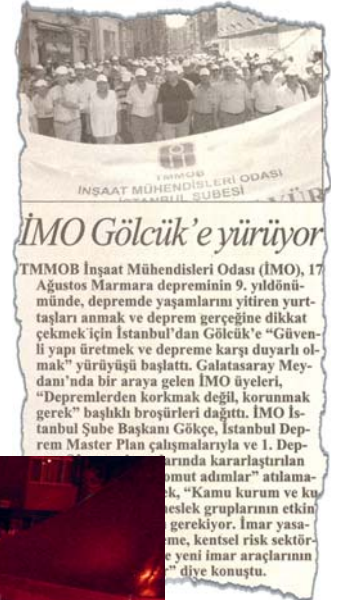 TMMOB
İNŞAAT MÜHENDİSLERİ ODASI
İSTANBUL ŞUBESİ
İMO Gölcük'e yürüyor
TMMOB İnşaat Mühendisleri Odası (İMO), 17
Ağustos Marmara depreminin 9. yıldönü-
münde, depremde yaşamlarını yitiren yurt-
taşları anmak ve deprem gerçeğine dikkat
çekmek için İstanbul'dan Gölcük'e “Güven-
li yapı üretmek ve depreme karşı duyarlı ol-
mak” yürüyüşü başlattı. Galatasaray Mey-
danı'nda bir araya gelen İMO üyeleri,
“Depremlerden korkmak değil, korunmak
gerek” başlıklı broşürleri dağıttı. İMO İs-
tanbul Şube Başkanı Gökçe, İstanbul Dep-
rem Master Plan çalışmalarıyla ve 1. Dep-
arında kararlaştırılan
omut adımlar” atılama-
ek, “Kamu kurum ve ku
meslek gruplarının etkin
gerekiyor. İmar yasa-
eme, kentsel risk sektör-
e yeni imar araçlarının
” diye konuştu.